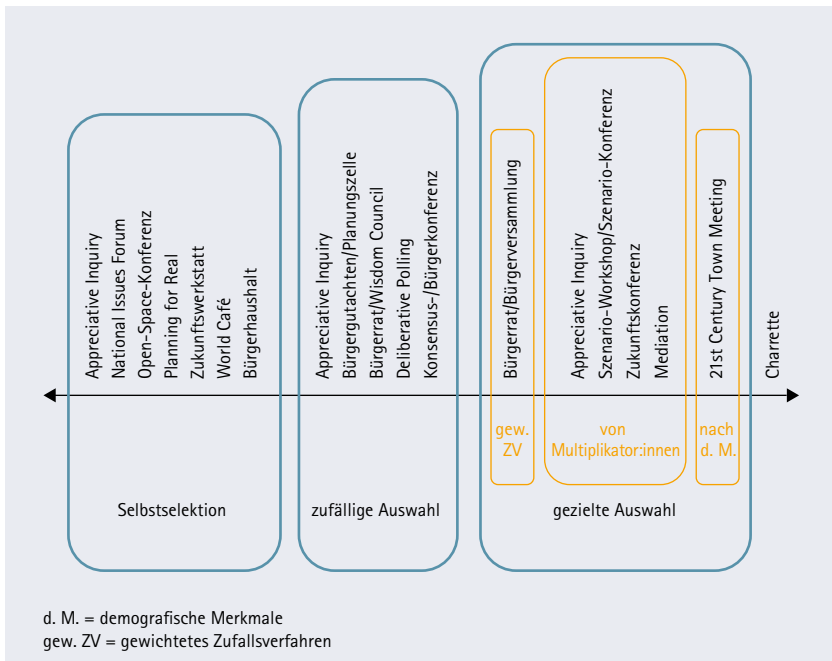 Appreciative Inquiry
National Issues Forum
Open-Space-Konferenz
Planning for Real
Zukunftswerkstatt
World Café
Bürgerhaushalt
Selbstselektion
Appreciative Inquiry
Bürgergutachten/Planungszelle
Bürgerrat/Wisdom Council
Deliberative Polling
Konsensus-/Bürgerkonferenz
zufällige Auswahl
Bürgerrat/Bürgerversammlung
gew.
ZV
Appreciative Inquiry
Szenario-Workshop/Szenario-Konferenz
Zukunftskonferenz
Mediation
von
Multiplikator:innen
21st Century Town Meeting
nach
d. M.
gezielte Auswahl
Charrette
d. M. = demografische Merkmale
gew. ZV = gewichtetes Zufallsverfahren